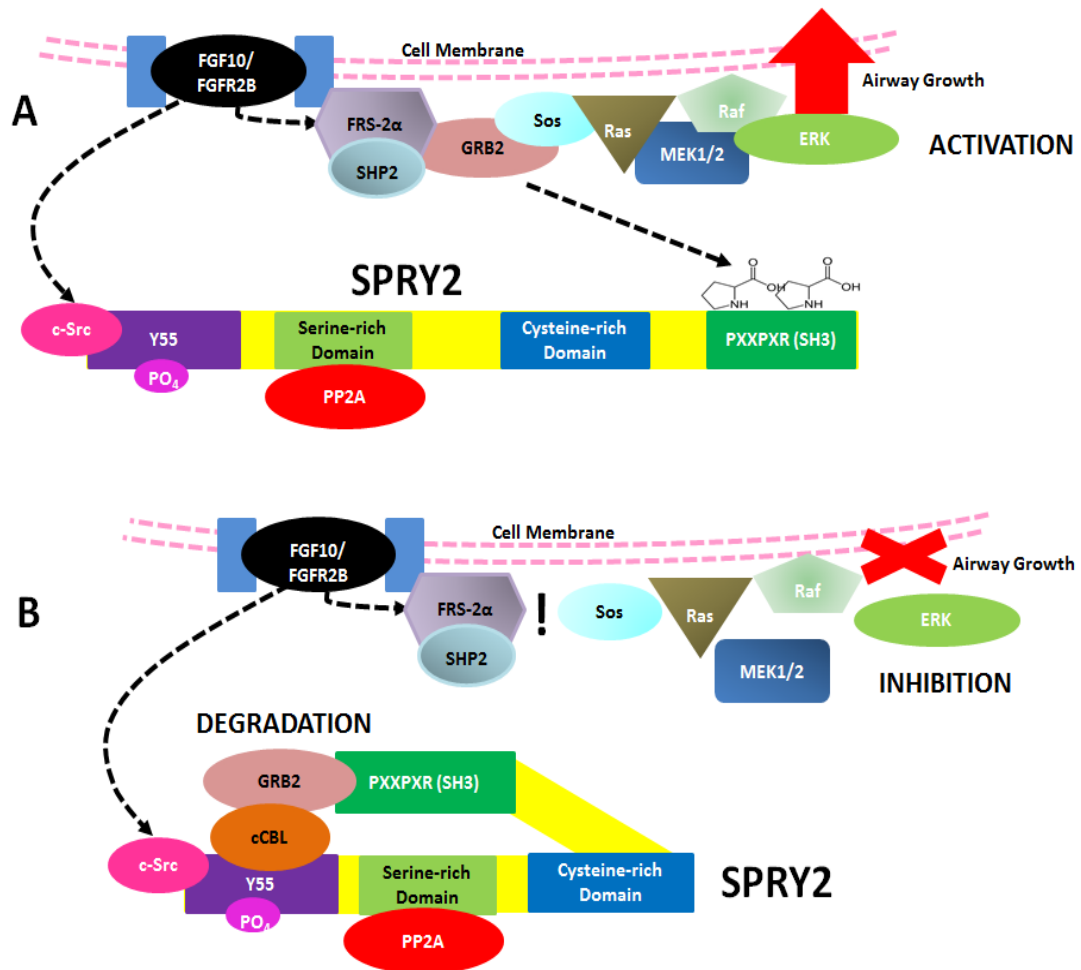 Cell Membrane
FGF10/
FGFR2B
Airway Growth
A
FRS-2α
SHP2
GRB2
Sos
Ras
Raf
MEK1/2
ERK
ACTIVATION
SPRY2
O
OH
NH
O
OH
NH
c-Src
Y55
PO4
Serine-rich
Domain
PP2A
Cysteine-rich
Domain
PXXPXR (SH3)
Cell Membrane
FGF10/
FGFR2B
Airway Growth
B
FRS-2α
SHP2
!
Sos
Ras
Raf
MEK1/2
ERK
INHIBITION
DEGRADATION
GRB2
PXXPXR (SH3)
cCBL
c-Src
Y55
PO4
Serine-rich
Domain
PP2A
Cysteine-rich
Domain
SPRY2